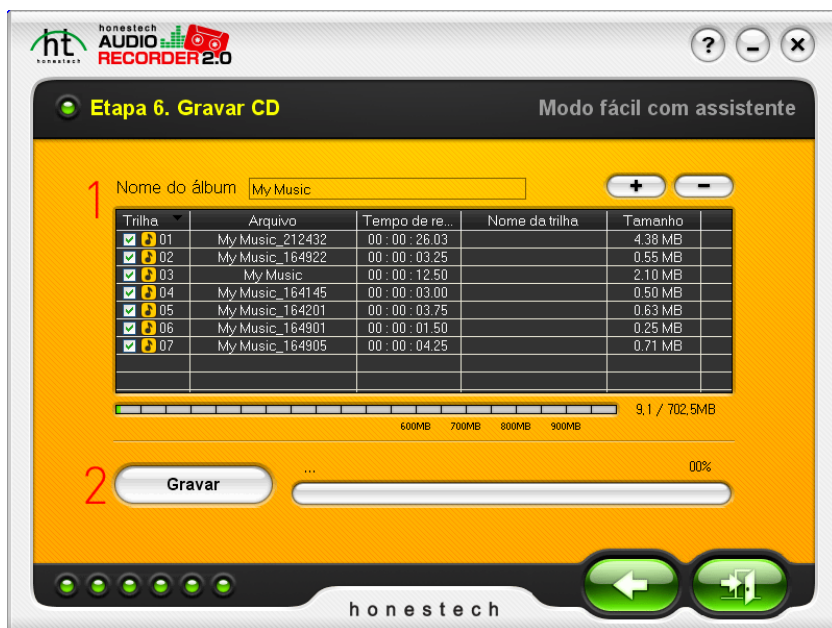 ht honestech AUDIO RECORDER 2.0
honestech
? – ×
Etapa 6. Gravar CD Modo fácil com assistente
1 Nome do álbum My Music + −
Trilha Arquivo Tempo de re... Nome da trilha Tamanho
01 My Music_212432 00 : 00 : 26.03 4.38 MB
02 My Music_164922 00 : 00 : 03.25 0.55 MB
03 My Music 00 : 00 : 12.50 2.10 MB
04 My Music_164145 00 : 00 : 03.00 0.50 MB
05 My Music_164201 00 : 00 : 03.75 0.63 MB
06 My Music_164901 00 : 00 : 01.50 0.25 MB
07 My Music_164905 00 : 00 : 04.25 0.71 MB
9,1 / 702,5MB
600MB 700MB 800MB 900MB
... 00%
2 Gravar
honestech